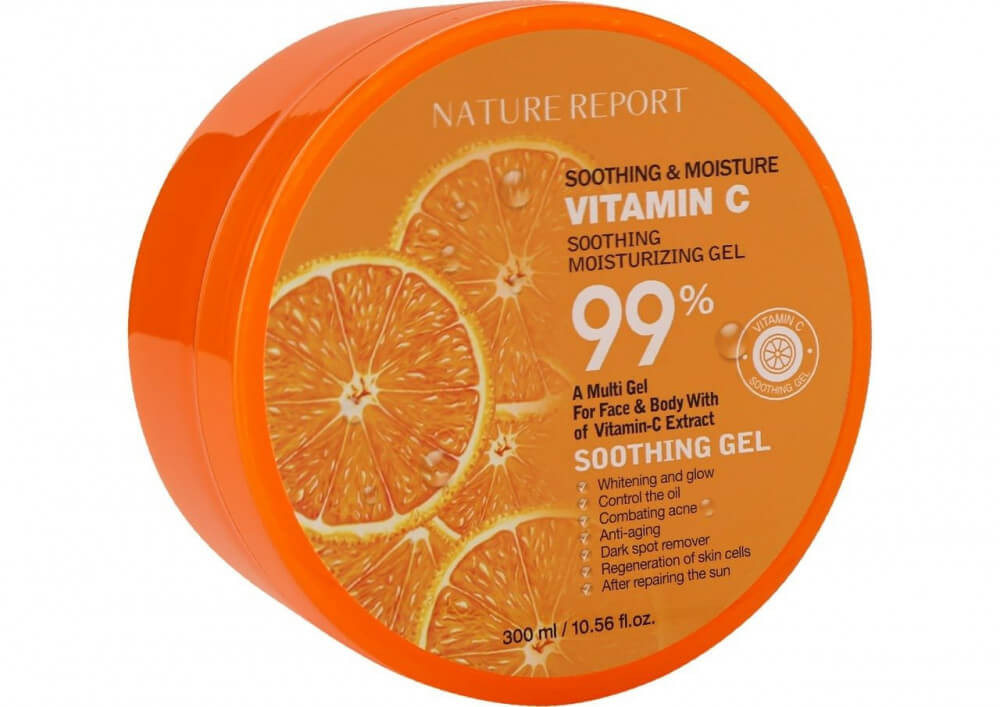 NATURE REPORT
SOOTHING & MOISTURE
VITAMIN C
SOOTHING
MOISTURIZING GEL
99%
VITAMIN C
SOOTHING GEL
A Multi Gel
For Face & Body With
of Vitamin-C Extract
SOOTHING GEL
Whitening and glow
Control the oil
Combating acne
Anti-aging
Dark spot remover
Regeneration of skin cells
After repairing the sun
300 ml / 10.56 fl.oz.